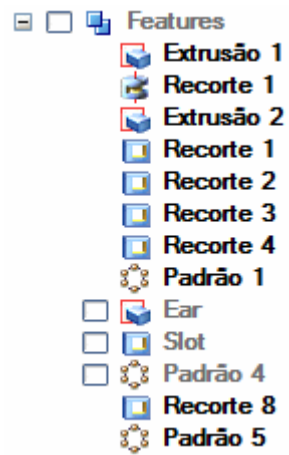 Features
Extrusão 1
Recorte 1
Extrusão 2
Recorte 1
Recorte 2
Recorte 3
Recorte 4
Padrão 1
Ear
Slot
Padrão 4
Recorte 8
Padrão 5